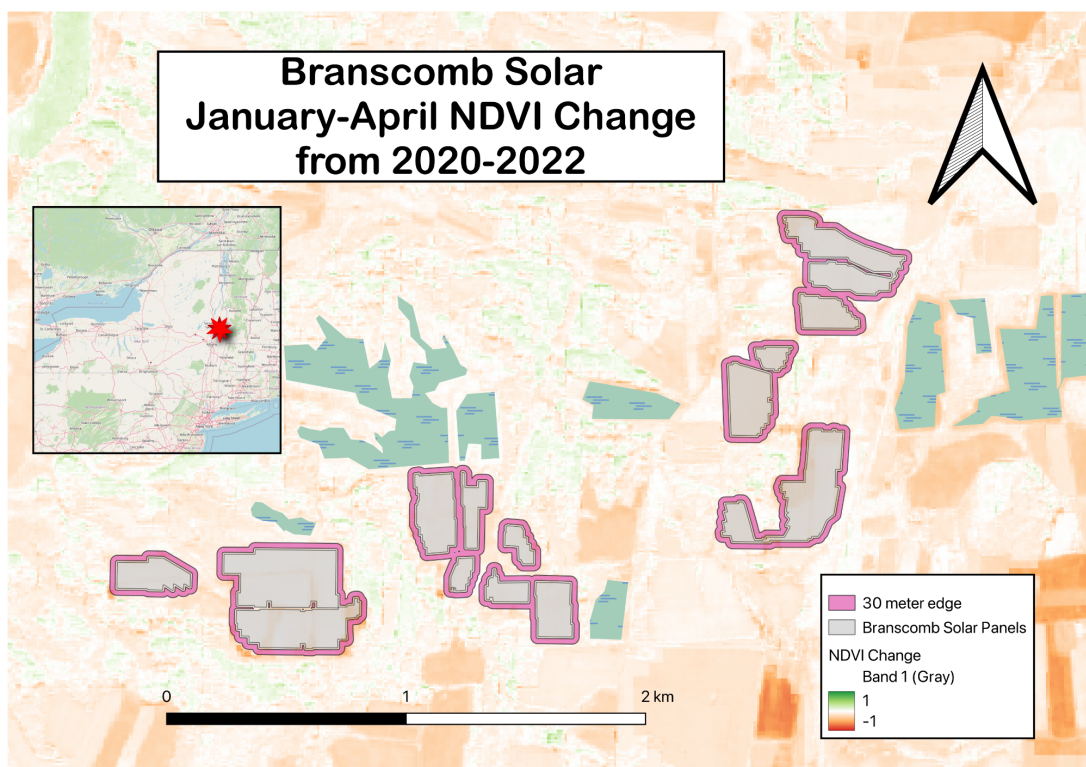 Branscomb Solar
January-April NDVI Change
from 2020-2022
30 meter edge
Branscomb Solar Panels
NDVI Change
Band 1 (Gray)
1
-1
0
1
2 km